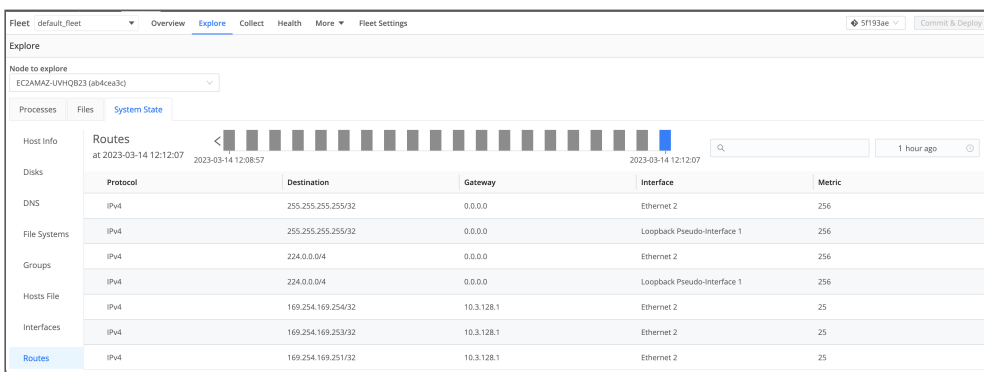 Fleet default_fleet Overview Explore Collect Health More Fleet Settings 5f193ae Commit & Deploy
Explore
Node to explore
EC2AMAZ-UVHQB23 (ab4cea3c)
Processes Files System State
Host Info
Disks
DNS
File Systems
Groups
Hosts File
Interfaces
Routes
Routes
at 2023-03-14 12:12:07
2023-03-14 12:08:57
2023-03-14 12:12:07
1 hour ago
Protocol Destination Gateway Interface Metric
IPv4 255.255.255.255/32 0.0.0.0 Ethernet 2 256
IPv4 255.255.255.255/32 0.0.0.0 Loopback Pseudo-Interface 1 256
IPv4 224.0.0.0/4 0.0.0.0 Ethernet 2 256
IPv4 224.0.0.0/4 0.0.0.0 Loopback Pseudo-Interface 1 256
IPv4 169.254.169.254/32 10.3.128.1 Ethernet 2 25
IPv4 169.254.169.253/32 10.3.128.1 Ethernet 2 25
IPv4 169.254.169.251/32 10.3.128.1 Ethernet 2 25